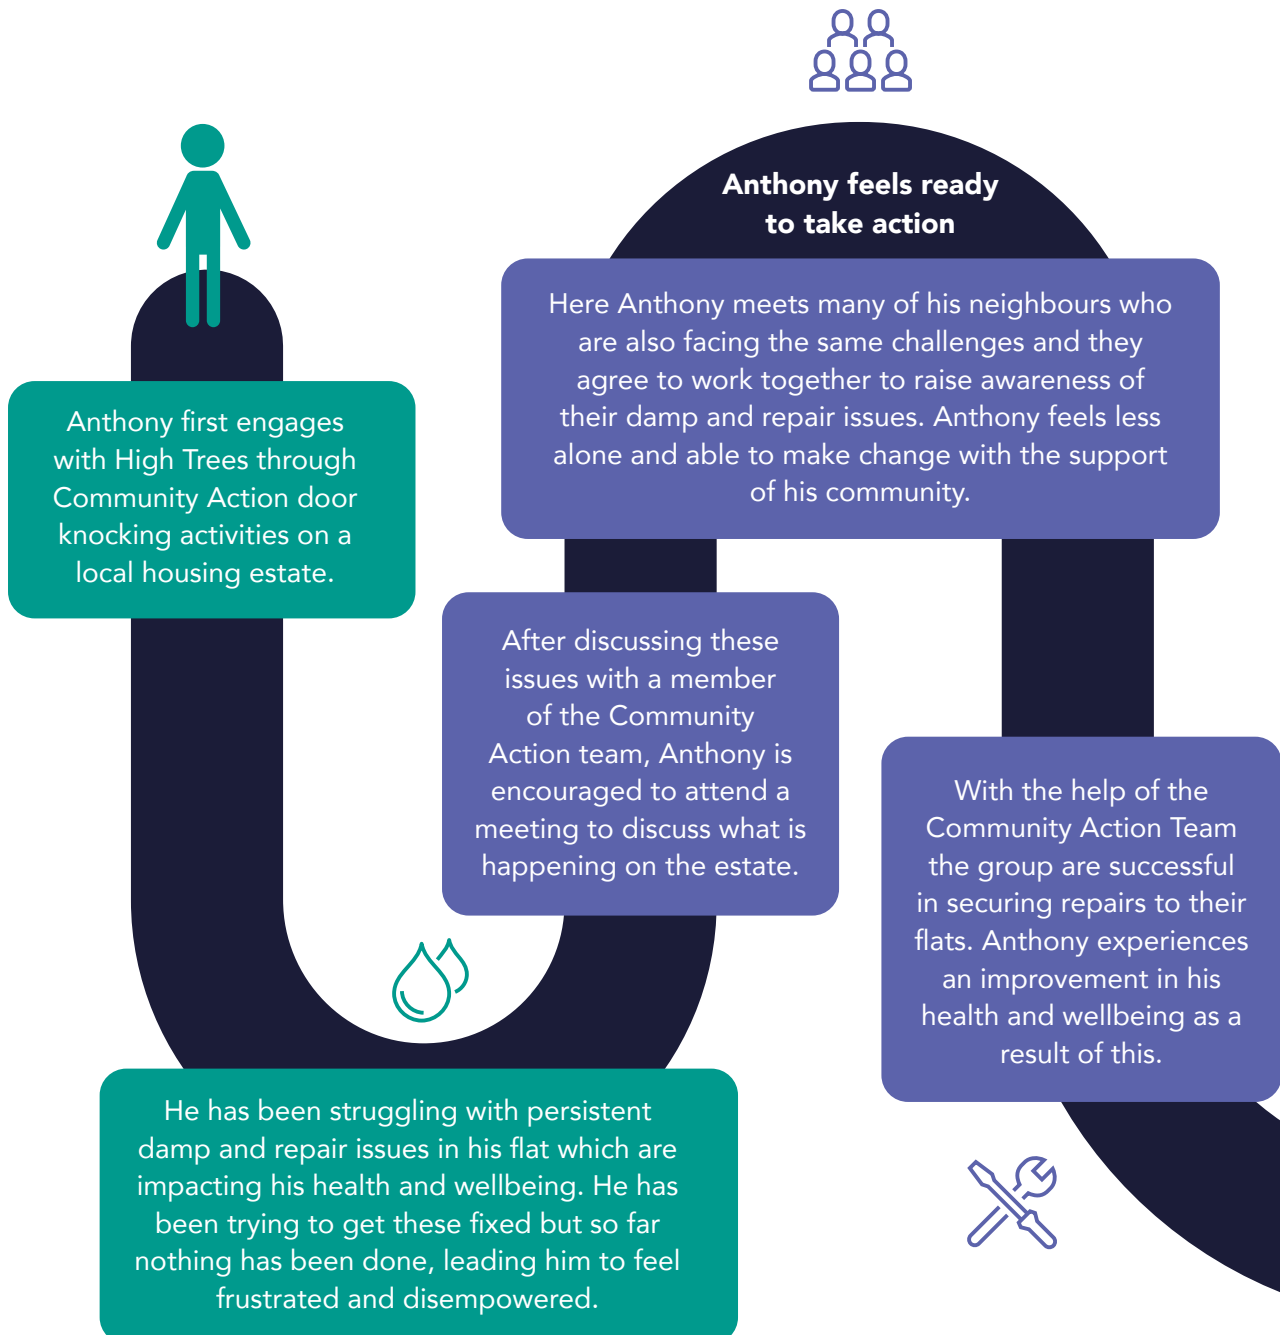 Anthony first engages
with High Trees through
Community Action door
knocking activities on a
local housing estate.
He has been struggling with persistent
damp and repair issues in his flat which are
impacting his health and wellbeing. He has
been trying to get these fixed but so far
nothing has been done, leading him to feel
frustrated and disempowered.
After discussing these
issues with a member
of the Community
Action team, Anthony is
encouraged to attend a
meeting to discuss what is
happening on the estate.
Anthony feels ready
to take action
Here Anthony meets many of his neighbours who
are also facing the same challenges and they
agree to work together to raise awareness of
their damp and repair issues. Anthony feels less
alone and able to make change with the support
of his community.
With the help of the
Community Action Team
the group are successful
in securing repairs to their
flats. Anthony experiences
an improvement in his
health and wellbeing as a
result of this.